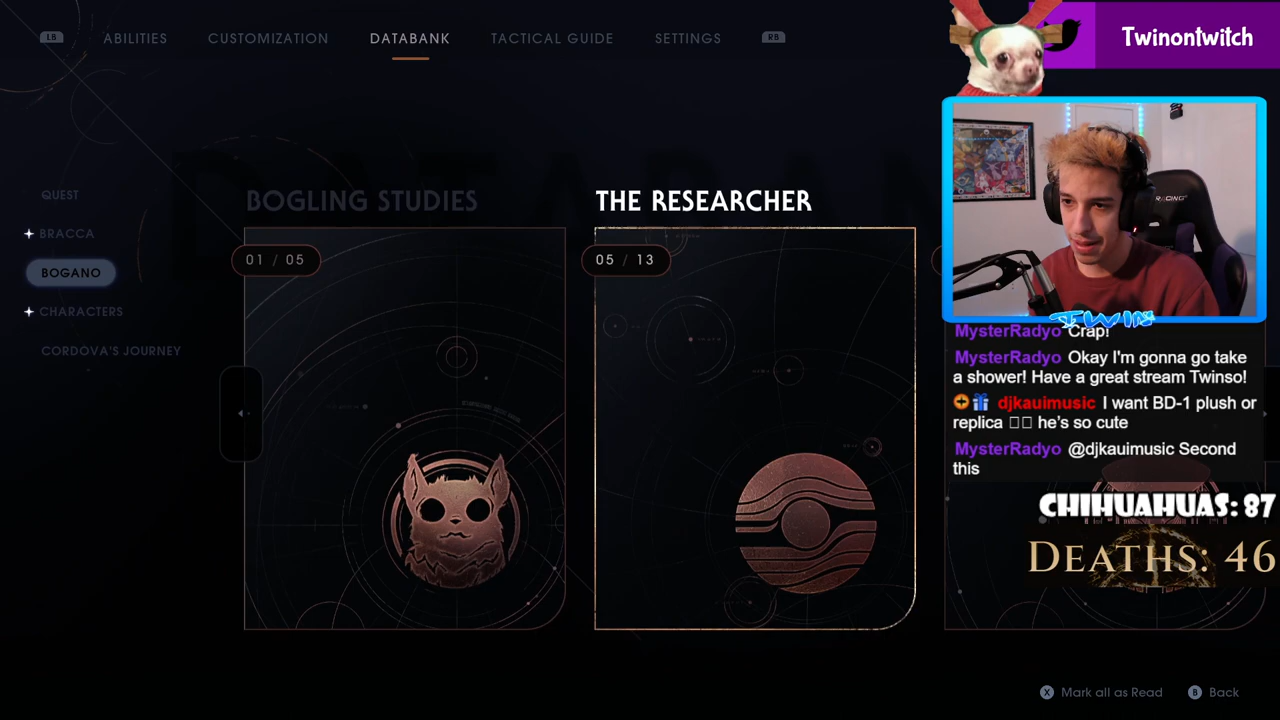 LB
ABILITIES
CUSTOMIZATION
DATABANK
TACTICAL GUIDE
SETTINGS
RB
Twinontwitch
QUEST
BRACCA
BOGANO
CHARACTERS
CORDOVA'S JOURNEY
BOGLING STUDIES
01 / 05
THE RESEARCHER
05 / 13
RACING
TWIN
MysterRadyo Crap!
MysterRadyo Okay I'm gonna go take
a shower! Have a great stream Twinso!
djkauimusic I want BD-1 plush or
replica he's so cute
MysterRadyo @djkauimusic Second
this
CHIHUAHUAS: 87
DEATHS: 46
X Mark all as Read
B Back